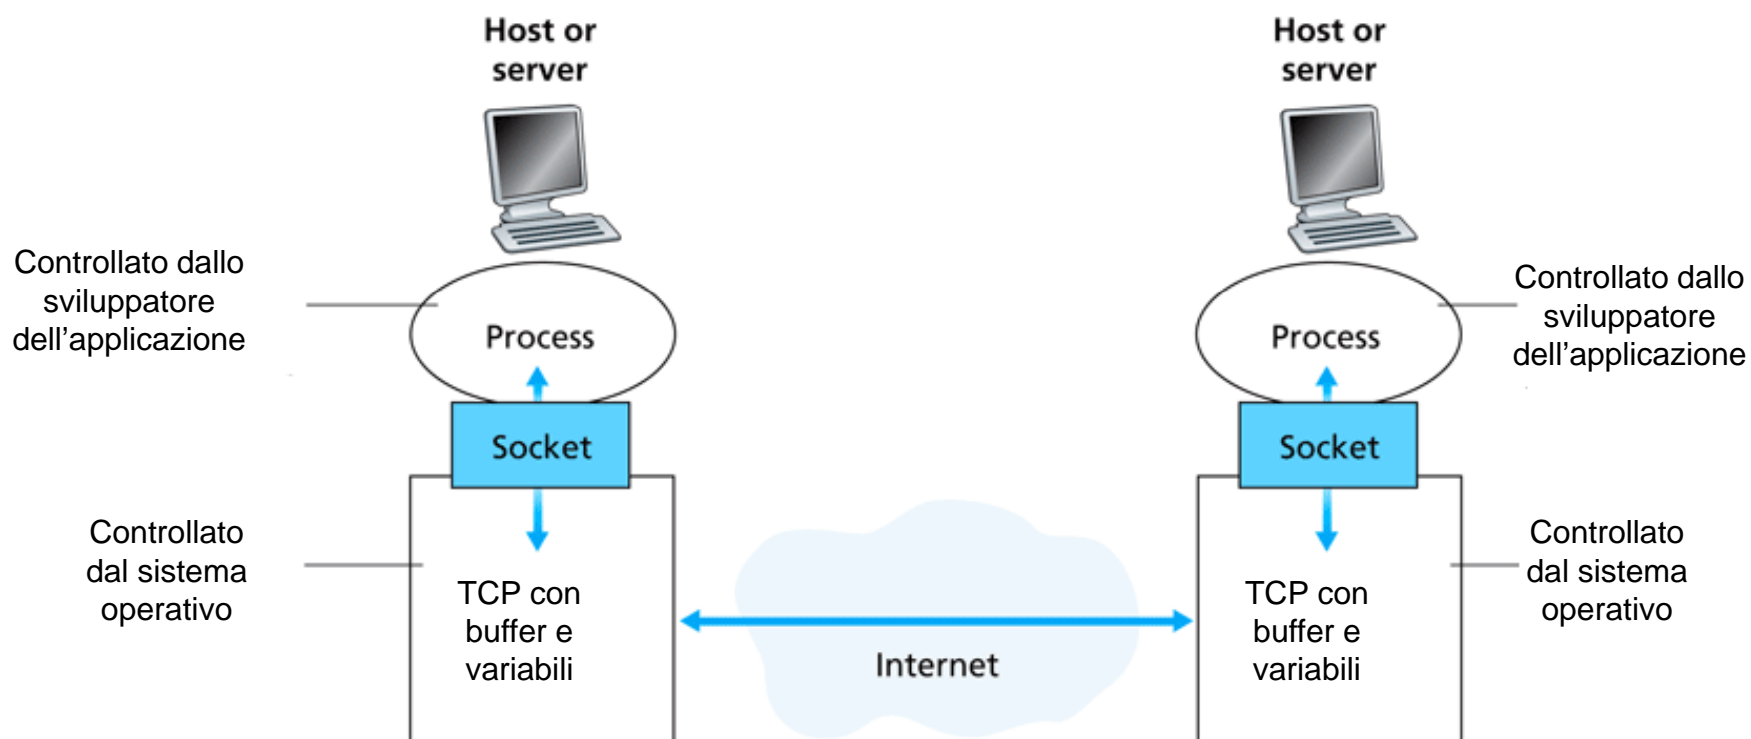 Host or
server
Host or
server
Controllato dallo
sviluppatore
dell’applicazione
Process
Process
Controllato dallo
sviluppatore
dell’applicazione
Socket
Socket
Controllato
dal sistema
operativo
TCP con
buffer e
variabili
Internet
TCP con
buffer e
variabili
Controllato
dal sistema
operativo